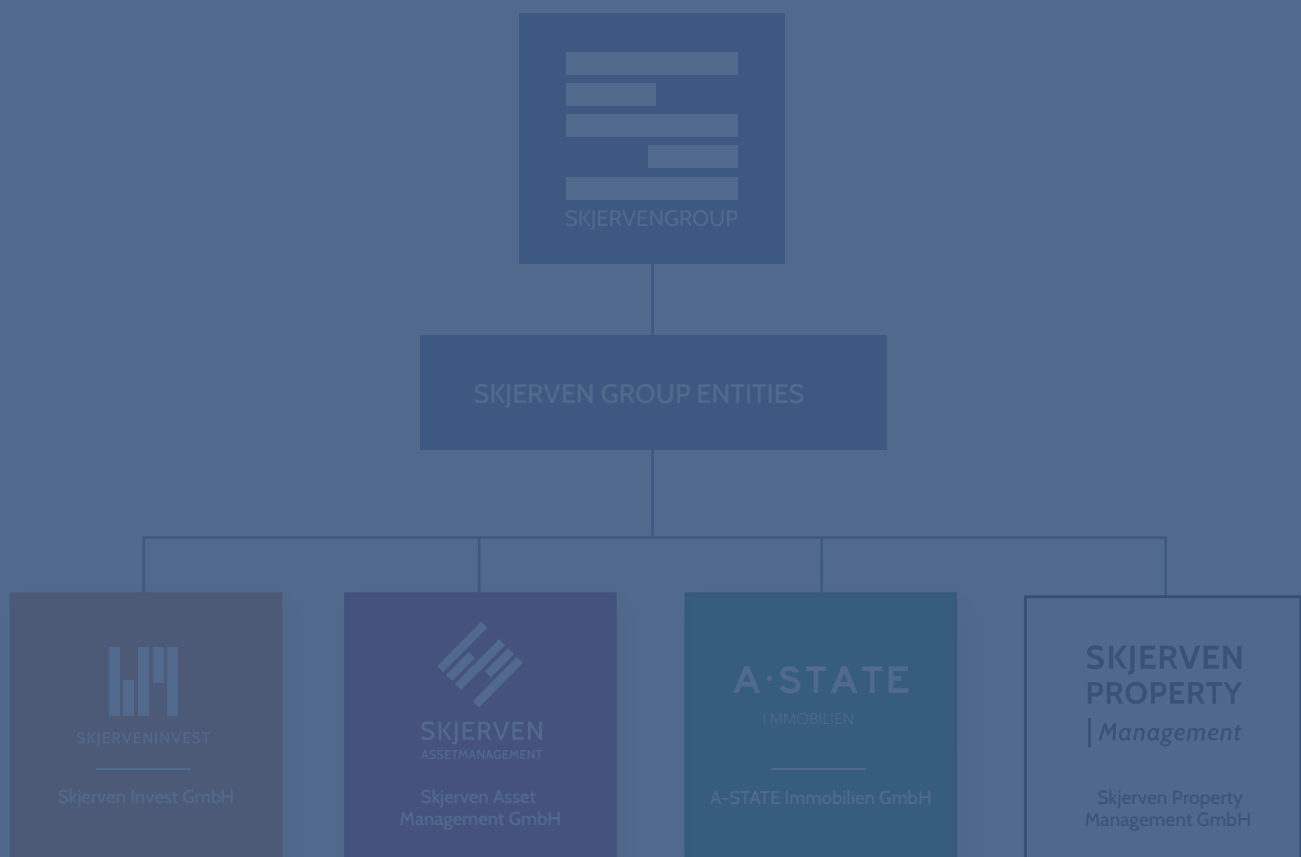 SKJERVENGROUP
SKJERVEN GROUP ENTITIES
SKJERVENINVEST
Skjerven Invest GmbH
SKJERVEN
ASSETMANAGEMENT
Skjerven Asset
Management GmbH
A·STATE
IMMOBILIEN
A-STATE Immobilien GmbH
SKJERVEN
PROPERTY
Management
Skjerven Property
Management GmbH